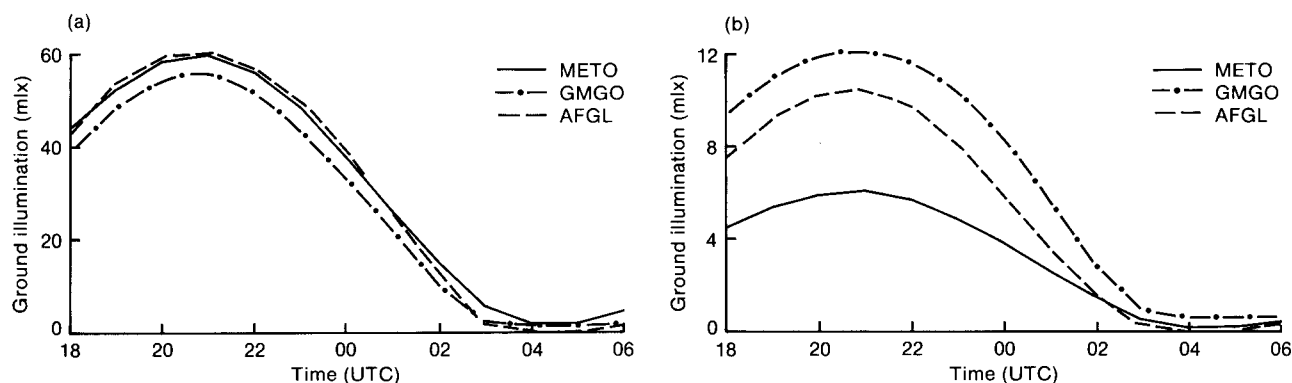 (a)
Ground illumination (mlx)
60
40
20
0
18
20
22
00
02
04
06
Time (UTC)
METO
GMGO
AFGL
(b)
Ground illumination (mlx)
12
8
4
0
18
20
22
00
02
04
06
Time (UTC)
METO
GMGO
AFGL